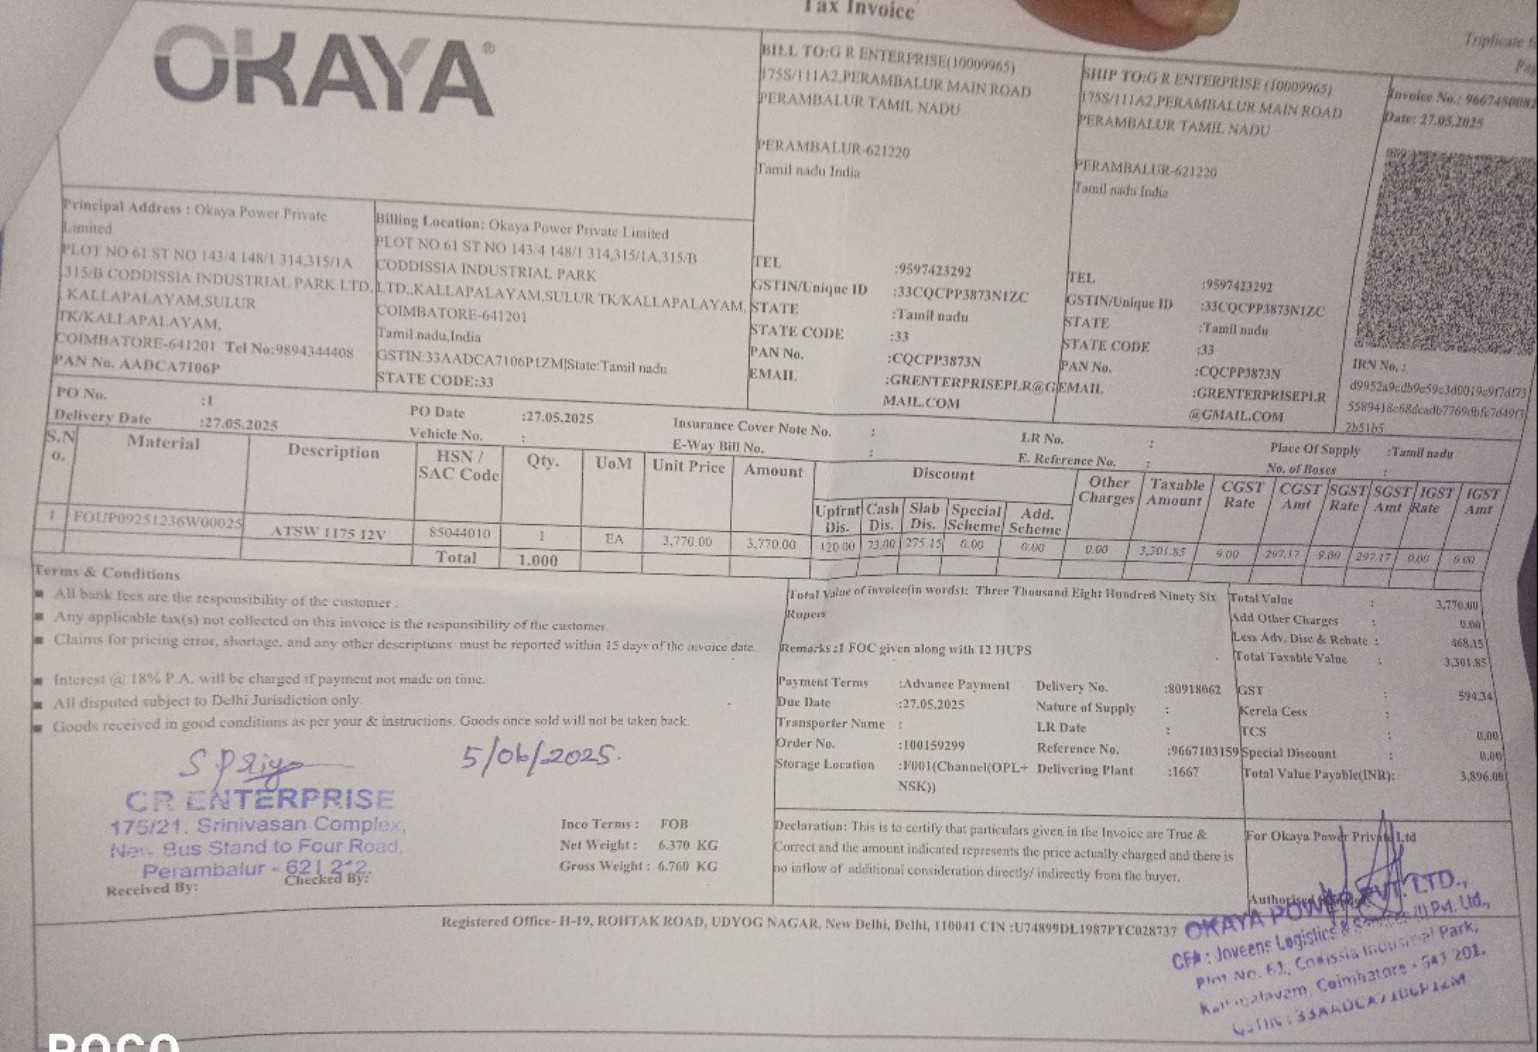 Tax Invoice
Triplicate
OKAYA®
BILL TO:G R ENTERPRISE(10009965)
175S/111A2,PERAMBALUR MAIN ROAD
PERAMBALUR TAMIL NADU
PERAMBALUR-621220
Tamil nadu India
TEL :9597423292
GSTIN/Unique ID :33CQCPP3873N1ZC
STATE :Tamil nadu
STATE CODE :33
PAN No. :CQCPP3873N
EMAIL :GRENTERPRISEPLR@G
MAIL.COM
SHIP TO:G R ENTERPRISE (10009965)
175S/111A2,PERAMBALUR MAIN ROAD
PERAMBALUR TAMIL NADU
PERAMBALUR-621220
Tamil nadu India
TEL :9597423292
GSTIN/Unique ID :33CQCPP3873N1ZC
STATE :Tamil nadu
STATE CODE :33
PAN No. :CQCPP3873N
EMAIL :GRENTERPRISEPLR
@GMAIL.COM
Invoice No.:
Date: 27.05.2025
IRN No. :
2b51b5
Principal Address : Okaya Power Private
Limited
PLOT NO 61 ST NO 143/4 148/1 314,315/1A
315/B CODDISSIA INDUSTRIAL PARK LTD,
, KALLAPALAYAM,SULUR
TK/KALLAPALAYAM,
COIMBATORE-641201 Tel No:9894344408
PAN No. AADCA7106P
Billing Location: Okaya Power Private Limited
PLOT NO 61 ST NO 143/4 148/1 314,315/1A,315/B
CODDISSIA INDUSTRIAL PARK
LTD.,KALLAPALAYAM,SULUR TK/KALLAPALAYAM,
COIMBATORE-641201
Tamil nadu,India
GSTIN:33AADCA7106P1ZM|State:Tamil nadu
STATE CODE:33
PO No. :1
Delivery Date :27.05.2025
PO Date :27.05.2025
Vehicle No. :
Insurance Cover Note No. :
E-Way Bill No. :
LR No. :
E. Reference No. :
Place Of Supply :Tamil nadu
No. of Boxes :
S.N o. Material Description HSN / SAC Code Qty. UoM Unit Price Amount Discount Other Charges Taxable Amount CGST Rate CGST Amt SGST Rate SGST Amt IGST Rate IGST Amt
Upfrnt Dis. Cash Dis. Slab Dis. Special Scheme Add. Scheme
1 FOUP09251236W00025 ATSW 1175 12V 85044010 1 EA 3,770.00 3,770.00 120.00 73.00 275.15 0.00 0.00 0.00 3,301.85 9.00 297.17 9.00 297.17 0.00 0.00
Total 1.000
Terms & Conditions
All bank fees are the responsibility of the customer .
Any applicable tax(s) not collected on this invoice is the responsibility of the customer.
Claims for pricing error, shortage, and any other descriptions must be reported within 15 days of the invoice date.
Interest @ 18% P.A. will be charged if payment not made on time.
All disputed subject to Delhi Jurisdiction only.
Goods received in good conditions as per your & instructions. Goods once sold will not be taken back.
Total Value of invoice(in words): Three Thousand Eight Hundred Ninety Six
Rupees
Remarks :1 FOC given along with 12 HUPS
Payment Terms :Advance Payment
Due Date :27.05.2025
Transporter Name :
Order No. :100159299
Storage Location :F001(Channel(OPL+
NSK))
Delivery No. :80918062
Nature of Supply :
LR Date :
Reference No. :9667103159
Delivering Plant :1667
Total Value : 3,770.00
Add Other Charges : 0.00
Less Adv. Disc & Rebate : 468.15
Total Taxable Value : 3,301.85
GST : 594.34
Kerela Cess :
TCS : 0.00
Special Discount : 0.00
Total Value Payable(INR): 3,896.00
S Priya
5/06/2025.
175/21. Srinivasan Complex,
New Bus Stand to Four Road,
Perambalur - 621 212.
Received By:
Checked By:
Inco Terms : FOB
Net Weight : 6.370 KG
Gross Weight : 6.760 KG
Declaration: This is to certify that particulars given in the Invoice are True &
Correct and the amount indicated represents the price actually charged and there is
no inflow of additional consideration directly/ indirectly from the buyer.
For Okaya Power Private Ltd
Authorised
OKAYA POWER PVT. LTD.,
CFA : Joveens Logistics & Services (I) Pvt. Ltd.,
Plot No. 61, Codissia Industrial Park,
Kallapalayam, Coimbatore - 641 201.
Registered Office- H-19, ROHTAK ROAD, UDYOG NAGAR, New Delhi, Delhi, 110041 CIN :U74899DL1987PTC028737
POCO